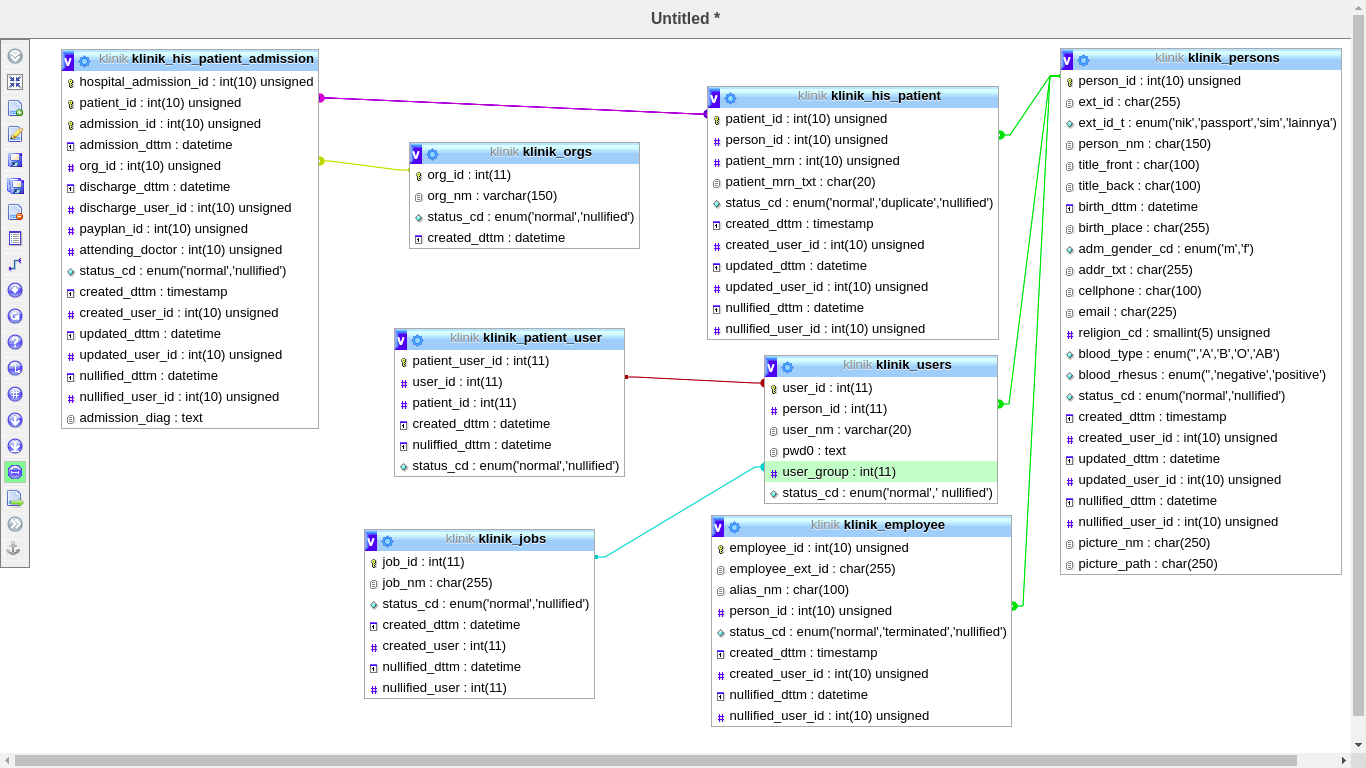 Untitled *
klinik klinik_his_patient_admission
hospital_admission_id : int(10) unsigned
patient_id : int(10) unsigned
admission_id : int(10) unsigned
admission_dttm : datetime
org_id : int(10) unsigned
discharge_dttm : datetime
discharge_user_id : int(10) unsigned
payplan_id : int(10) unsigned
attending_doctor : int(10) unsigned
status_cd : enum('normal','nullified')
created_dttm : timestamp
created_user_id : int(10) unsigned
updated_dttm : datetime
updated_user_id : int(10) unsigned
nullified_dttm : datetime
nullified_user_id : int(10) unsigned
admission_diag : text
klinik klinik_orgs
org_id : int(11)
org_nm : varchar(150)
status_cd : enum('normal','nullified')
created_dttm : datetime
klinik klinik_patient_user
patient_user_id : int(11)
user_id : int(11)
patient_id : int(11)
created_dttm : datetime
nuliffied_dttm : datetime
status_cd : enum('normal','nullified')
klinik klinik_jobs
job_id : int(11)
job_nm : char(255)
status_cd : enum('normal','nullified')
created_dttm : datetime
created_user : int(11)
nullified_dttm : datetime
nullified_user : int(11)
klinik klinik_his_patient
patient_id : int(10) unsigned
person_id : int(10) unsigned
patient_mrn : int(10) unsigned
patient_mrn_txt : char(20)
status_cd : enum('normal','duplicate','nullified')
created_dttm : timestamp
created_user_id : int(10) unsigned
updated_dttm : datetime
updated_user_id : int(10) unsigned
nullified_dttm : datetime
nullified_user_id : int(10) unsigned
klinik klinik_users
user_id : int(11)
person_id : int(11)
user_nm : varchar(20)
pwd0 : text
user_group : int(11)
status_cd : enum('normal',' nullified')
klinik klinik_employee
employee_id : int(10) unsigned
employee_ext_id : char(255)
alias_nm : char(100)
person_id : int(10) unsigned
status_cd : enum('normal','terminated','nullified')
created_dttm : timestamp
created_user_id : int(10) unsigned
nullified_dttm : datetime
nullified_user_id : int(10) unsigned
klinik klinik_persons
person_id : int(10) unsigned
ext_id : char(255)
ext_id_t : enum('nik','passport','sim','lainnya')
person_nm : char(150)
title_front : char(100)
title_back : char(100)
birth_dttm : datetime
birth_place : char(255)
adm_gender_cd : enum('m','f')
addr_txt : char(255)
cellphone : char(100)
email : char(225)
religion_cd : smallint(5) unsigned
blood_type : enum('','A','B','O','AB')
blood_rhesus : enum('','negative','positive')
status_cd : enum('normal','nullified')
created_dttm : timestamp
created_user_id : int(10) unsigned
updated_dttm : datetime
updated_user_id : int(10) unsigned
nullified_dttm : datetime
nullified_user_id : int(10) unsigned
picture_nm : char(250)
picture_path : char(250)